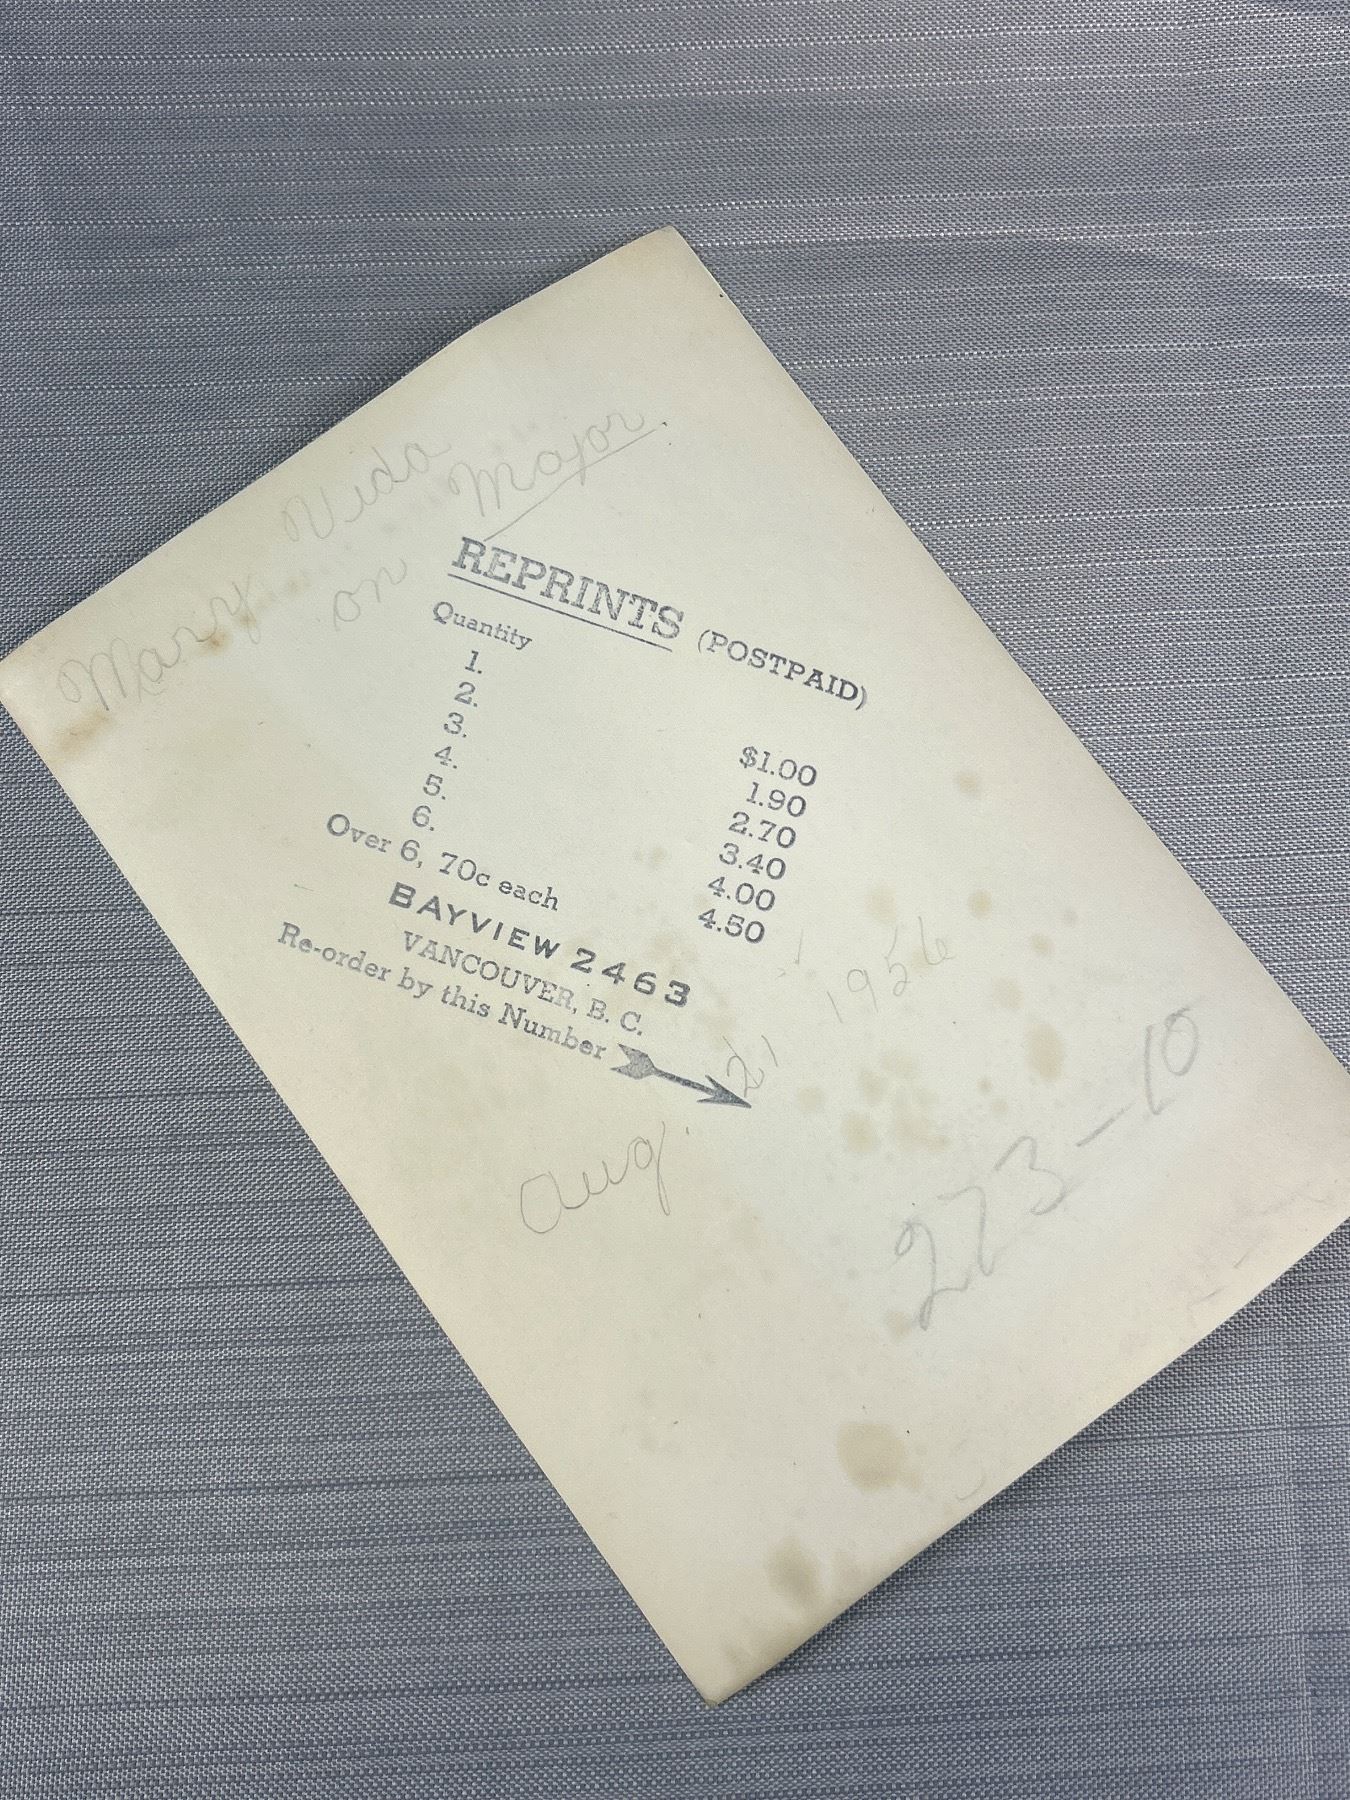 Mary Vida
on Major
REPRINTS (POSTPAID)
Quantity
1. $1.00
2. 1.90
3. 2.70
4. 3.40
5. 4.00
6. 4.50
Over 6, 70c each
BAYVIEW 2463
VANCOUVER, B. C.
Re-order by this Number
Aug 21 1956
273-10